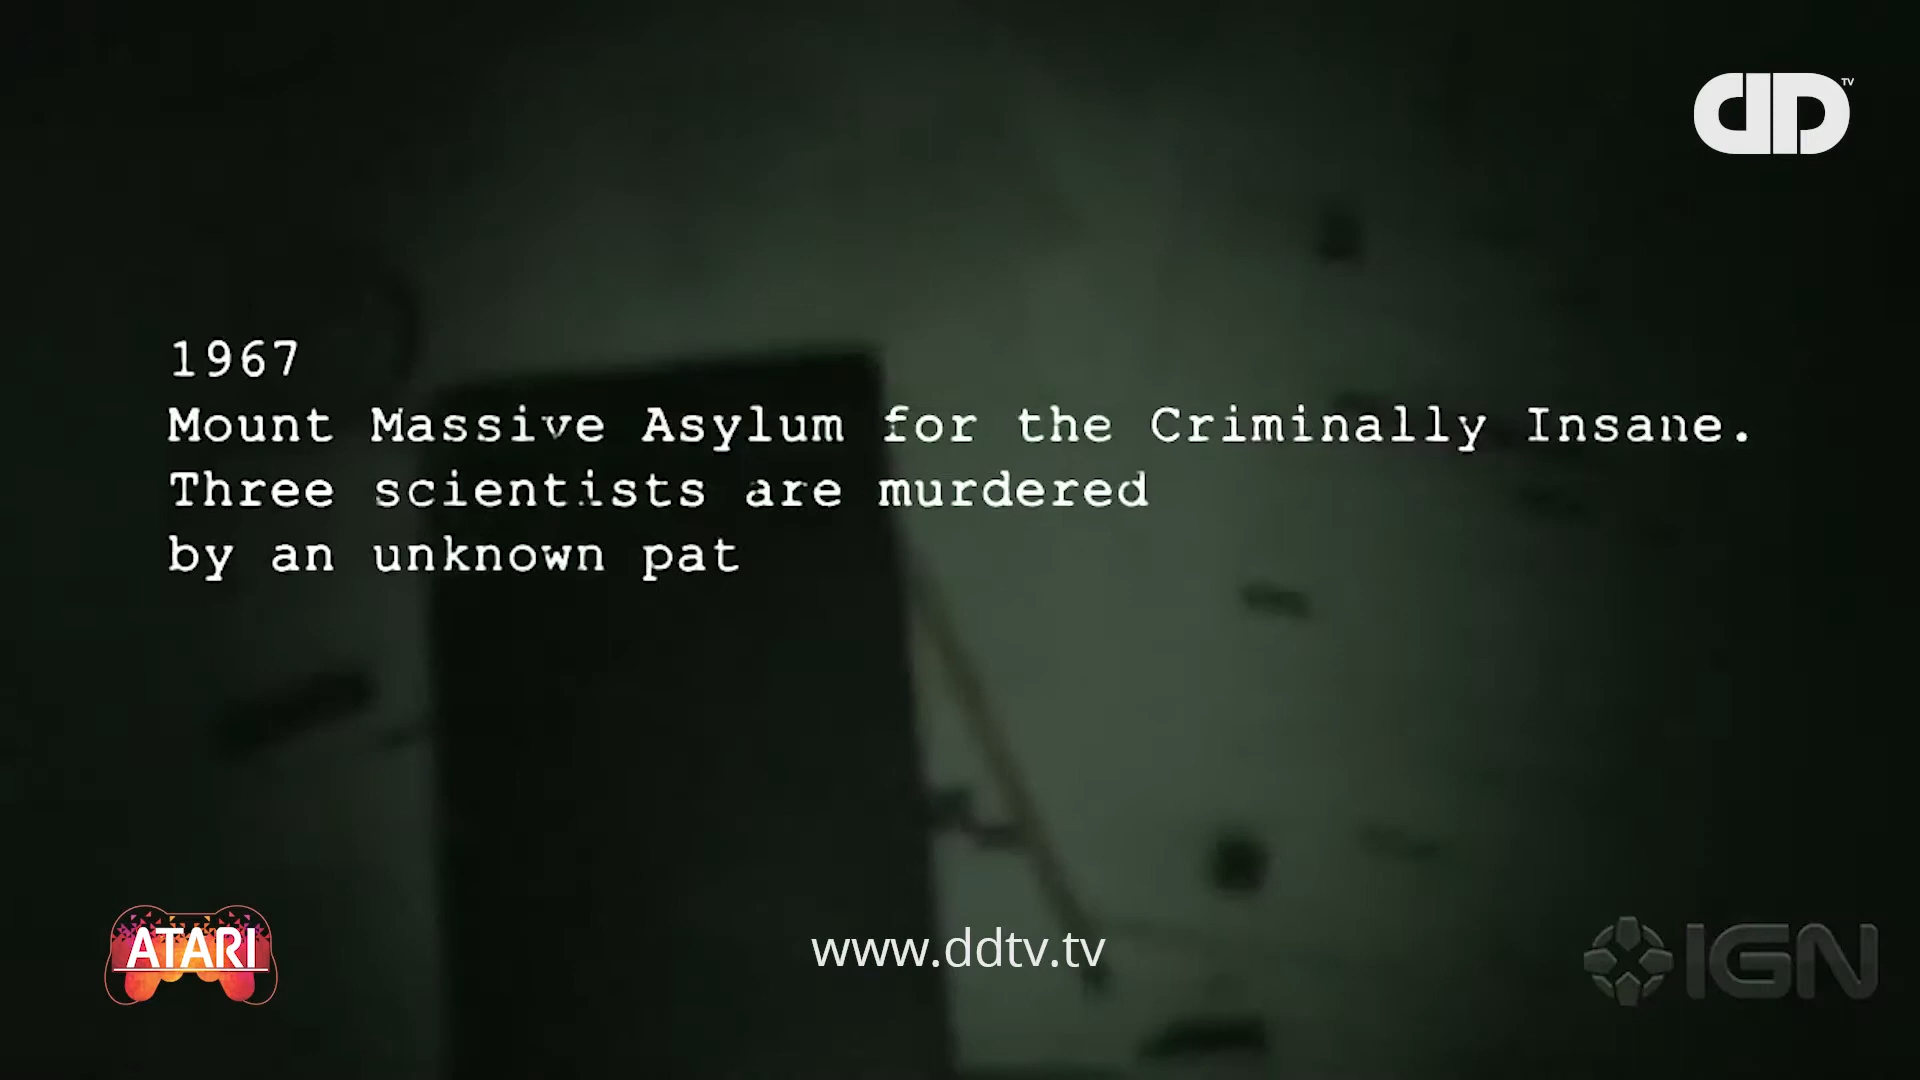 TV
1967
Mount Massive Asylum for the Criminally Insane.
Three scientists are murdered
by an unknown pat
ATARI
www.ddtv.tv
IGN